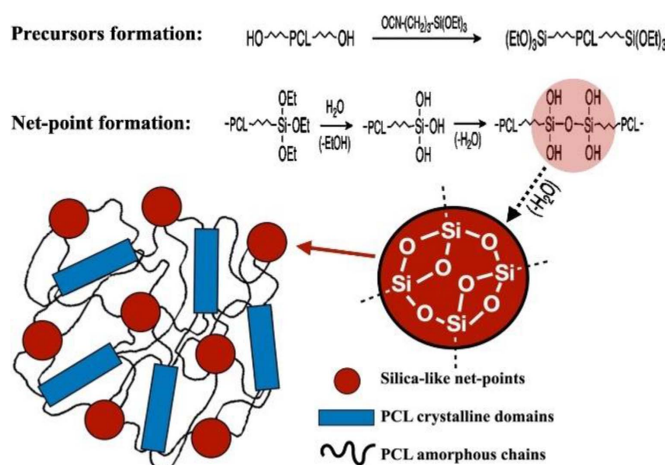 Precursors formation: HO PCL OH OCN-(CH2)3-Si(OEt)3 (EtO)3Si PCL Si(OEt)3
OEt OH OH OH
Net-point formation: -PCL Si OEt H2O (-EtOH) -PCL Si OH (-H2O) -PCL Si O Si PCL-
OEt OH OH OH
(-H2O)
Si
O O
O O
Si Si
O O
O Si O
Silica-like net-points
PCL crystalline domains
PCL amorphous chains